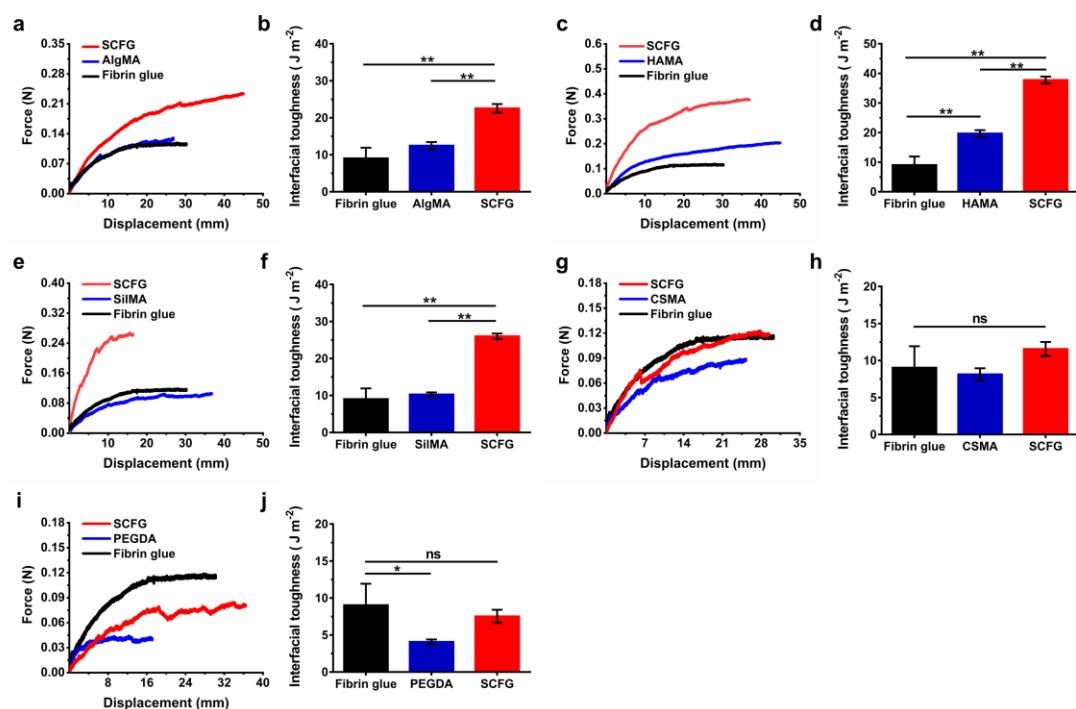 a
SCFG
AlgMA
Fibrin glue
Force (N)
0.35
0.28
0.21
0.14
0.07
0.00
10 20 30 40 50
Displacement (mm)
b
Interfacial toughness ( J m⁻²)
40
30
20
10
0
**
**
Fibrin glue AlgMA SCFG
c
SCFG
HAMA
Fibrin glue
Force (N)
0.6
0.5
0.4
0.3
0.2
0.1
0.0
10 20 30 40 50
Displacement (mm)
d
Interfacial toughness ( J m⁻²)
50
40
30
20
10
0
**
**
**
Fibrin glue HAMA SCFG
e
SCFG
SilMA
Fibrin glue
Force (N)
0.40
0.32
0.24
0.16
0.08
0.00
10 20 30 40 50
Displacement (mm)
f
Interfacial toughness ( J m⁻²)
40
30
20
10
0
**
**
Fibrin glue SilMA SCFG
g
SCFG
CSMA
Fibrin glue
Force (N)
0.18
0.15
0.12
0.09
0.06
0.03
0.00
7 14 21 28 35
Displacement (mm)
h
Interfacial toughness ( J m⁻²)
20
15
10
5
0
ns
Fibrin glue CSMA SCFG
i
SCFG
PEGDA
Fibrin glue
Force (N)
0.18
0.15
0.12
0.09
0.06
0.03
0.00
8 16 24 32 40
Displacement (mm)
j
Interfacial toughness ( J m⁻²)
20
15
10
5
0
ns
*
Fibrin glue PEGDA SCFG